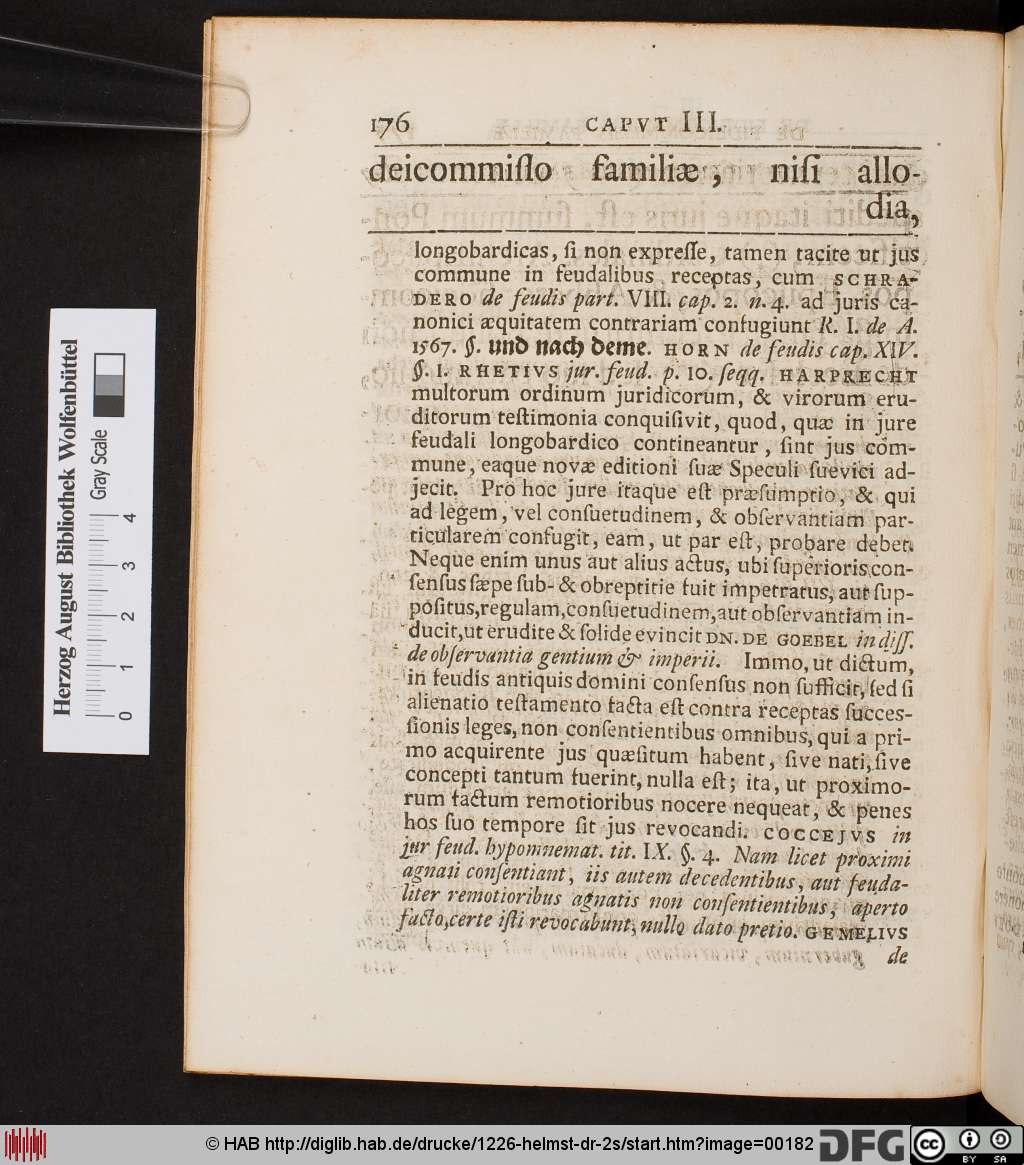 176 CAPVT III.
deicommiſſo familiæ, niſi allo-
dia,
longobardicas, ſi non expreſſe, tamen tacite ut jus
commune in feudalibus receptas, cum SCHRA-
DERO de feudis part. VIII. cap. 2. n. 4. ad juris ca-
nonici æquitatem contrariam confugiunt R. I. de A.
1567. §. und nach deme. HORN de feudis cap. XIV.
§. I. RHETIVS jur. feud. p. 10. ſeqq. HARPRECHT
multorum ordinum juridicorum, & virorum eru-
ditorum teſtimonia conquiſivit, quod, quæ in jure
feudali longobardico contineantur, ſint jus com-
mune, eaque novæ editioni ſuæ Speculi ſuevici ad-
jecit. Pro hoc jure itaque eſt præſumptio, & qui
ad legem, vel conſuetudinem, & obſervantiam par-
ticularem confugit, eam, ut par eſt, probare debet.
Neque enim unus aut alius actus, ubi ſuperioris con-
ſenſus ſæpe ſub- & obreptitie fuit impetratus, aut ſup-
poſitus, regulam, conſuetudinem, aut obſervantiam in-
ducit, ut erudite & ſolide evincit DN. DE GOEBEL in diſſ.
de obſervantia gentium & imperii. Immo, ut dictum,
in feudis antiquis domini conſenſus non ſufficit, ſed ſi
alienatio teſtamento facta eſt contra receptas ſucces-
ſionis leges, non conſentientibus omnibus, qui a pri-
mo acquirente jus quæſitum habent, ſive nati, ſive
concepti tantum fuerint, nulla eſt; ita, ut proximo-
rum factum remotioribus nocere nequeat, & penes
hos ſuo tempore ſit jus revocandi. COCCEJVS in
jur feud. hypomnemat. tit. IX. §. 4. Nam licet proximi
agnati conſentiant, iis autem decedentibus, aut feuda-
liter remotioribus agnatis non conſentientibus, aperto
facto, certe iſti revocabunt, nullo dato pretio. GEMELIVS
de
Herzog August Bibliothek Wolfenbüttel
Gray Scale
0 1 2 3 4
© HAB http://diglib.hab.de/drucke/1226-helmst-dr-2s/start.htm?image=00182 DFG cc BY SA